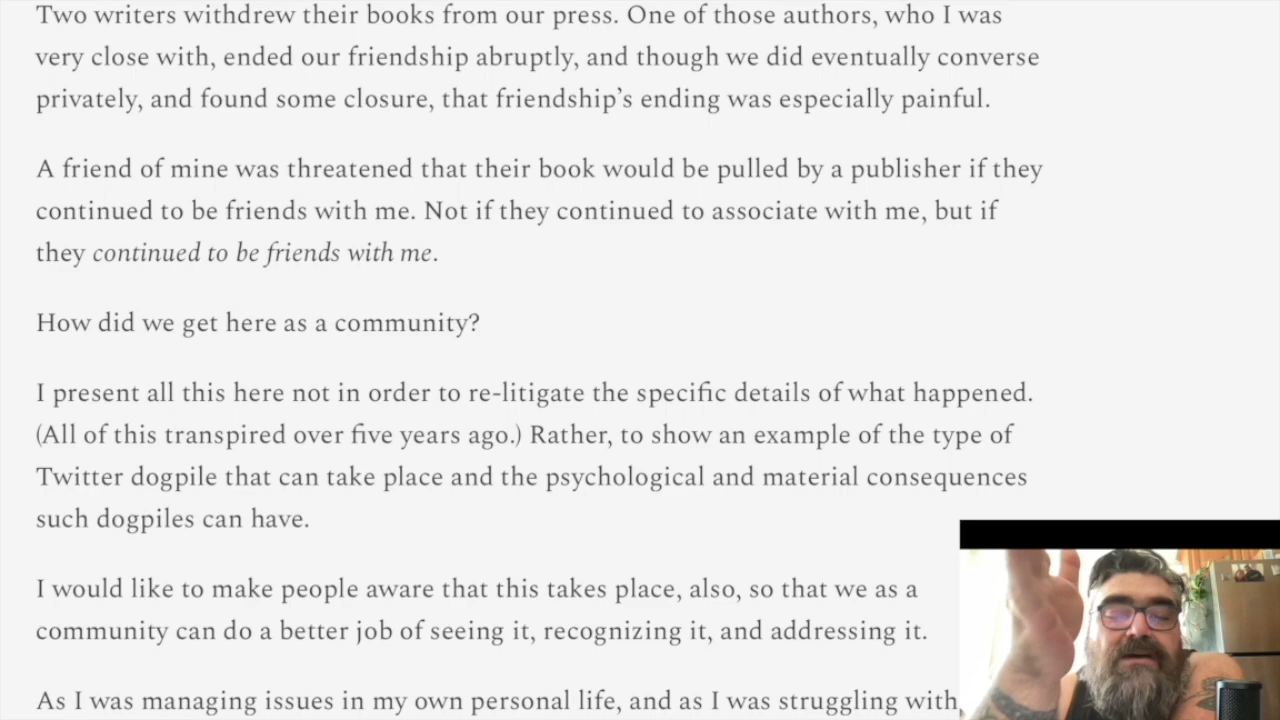 Two writers withdrew their books from our press. One of those authors, who I was
very close with, ended our friendship abruptly, and though we did eventually converse
privately, and found some closure, that friendship’s ending was especially painful.
A friend of mine was threatened that their book would be pulled by a publisher if they
continued to be friends with me. Not if they continued to associate with me, but if
they continued to be friends with me.
How did we get here as a community?
I present all this here not in order to re-litigate the specific details of what happened.
(All of this transpired over five years ago.) Rather, to show an example of the type of
Twitter dogpile that can take place and the psychological and material consequences
such dogpiles can have.
I would like to make people aware that this takes place, also, so that we as a
community can do a better job of seeing it, recognizing it, and addressing it.
As I was managing issues in my own personal life, and as I was struggling with